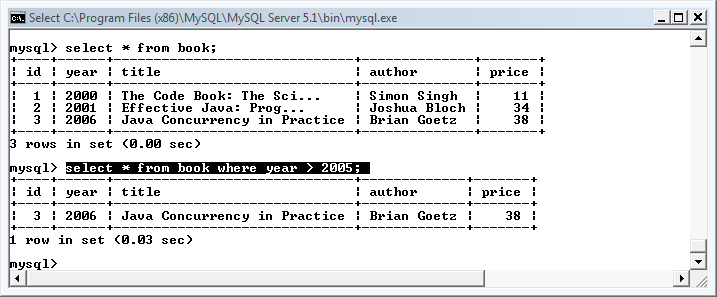 Select C:\Program Files (x86)\MySQL\MySQL Server 5.1\bin\mysql.exe
mysql> select * from book;
+----+------+------------------------------+--------------+-------+
| id | year | title                        | author       | price |
+----+------+------------------------------+--------------+-------+
|  1 | 2000 | The Code Book: The Sci...    | Simon Singh  |    11 |
|  2 | 2001 | Effective Java: Prog...      | Joshua Bloch |    34 |
|  3 | 2006 | Java Concurrency in Practice | Brian Goetz  |    38 |
+----+------+------------------------------+--------------+-------+
3 rows in set (0.00 sec)
mysql> select * from book where year > 2005;
+----+------+------------------------------+-------------+-------+
| id | year | title                        | author      | price |
+----+------+------------------------------+-------------+-------+
|  3 | 2006 | Java Concurrency in Practice | Brian Goetz |    38 |
+----+------+------------------------------+-------------+-------+
1 row in set (0.03 sec)
mysql>